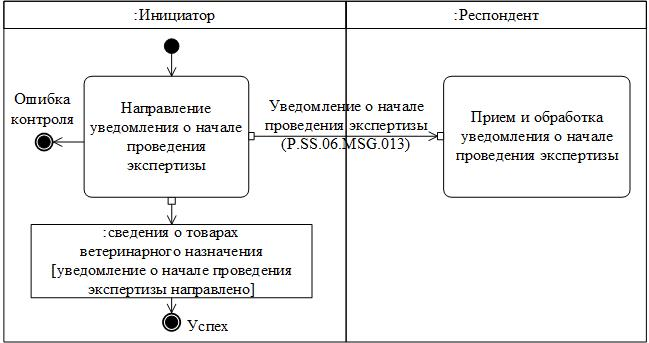 :Инициатор
:Респондент
Ошибка
контроля
Направление
уведомления о начале
проведения
экспертизы
Уведомление о начале
проведения экспертизы
(P.SS.06.MSG.013)
Прием и обработка
уведомления о начале
проведения экспертизы
:сведения о товарах
ветеринарного назначения
[уведомление о начале проведения
экспертизы направлено]
Успех